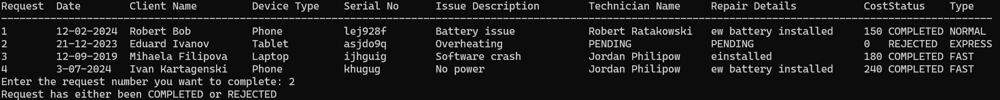 Request  Date        Client Name         Device Type    Serial No      Issue Description        Technician Name     Repair Details           CostStatus    Type
------------------------------------------------------------------------------------------------------------------------------------------------------------------
1        12-02-2024  Robert Bob          Phone          lej928f        Battery issue            Robert Ratakowski   ew battery installed     150 COMPLETED NORMAL
2        21-12-2023  Eduard Ivanov       Tablet         asjdo9q        Overheating              PENDING             PENDING                  0   REJECTED  EXPRESS
3        12-09-2019  Mihaela Filipova    Laptop         ijhguig        Software crash           Jordan Philipow     einstalled               180 COMPLETED FAST
4        3-07-2024   Ivan Kartagenski    Phone          khugug         No power                 Jordan Philipow     ew battery installed     240 COMPLETED FAST
Enter the request number you want to complete: 2
Request has either been COMPLETED or REJECTED